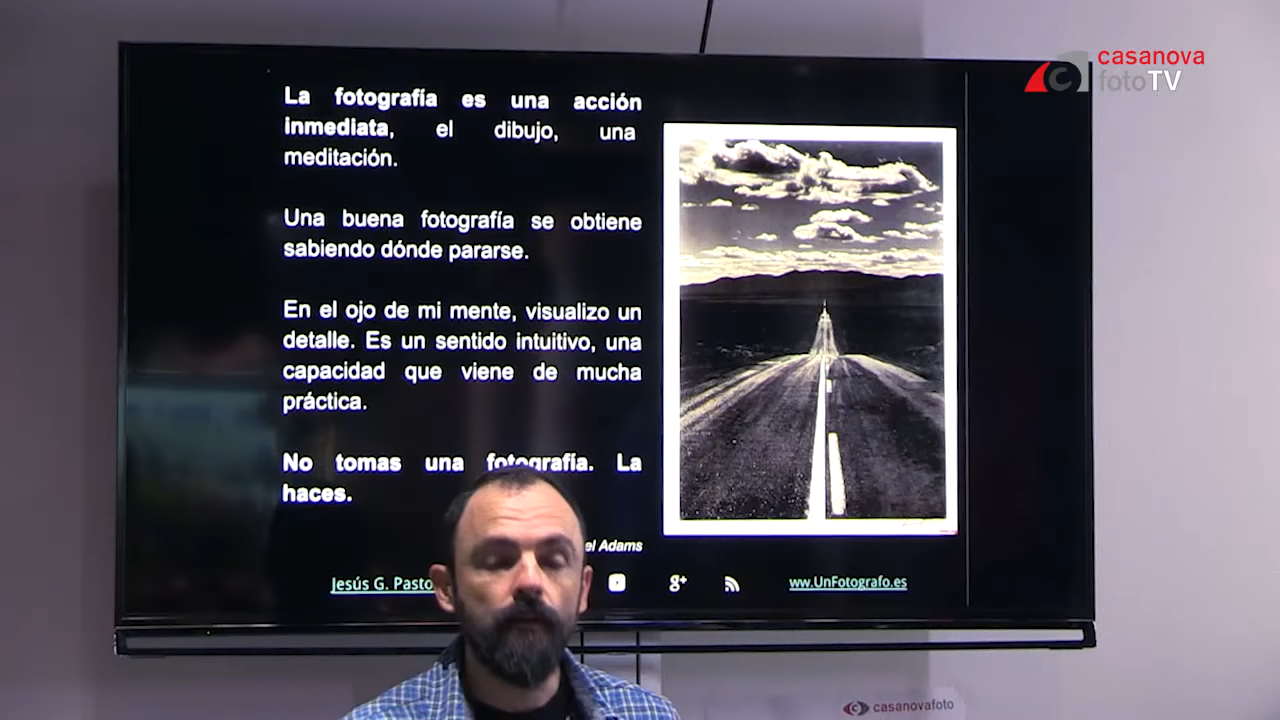 casanova
fotoTV
La fotografía es una acción
inmediata, el dibujo, una
meditación.
Una buena fotografía se obtiene
sabiendo dónde pararse.
En el ojo de mi mente, visualizo un
detalle. Es un sentido intuitivo, una
capacidad que viene de mucha
práctica.
No tomas una fotografía. La
haces.
el Adams
Jesús G. Pasto
g+
www.UnFotografo.es
casanovafoto